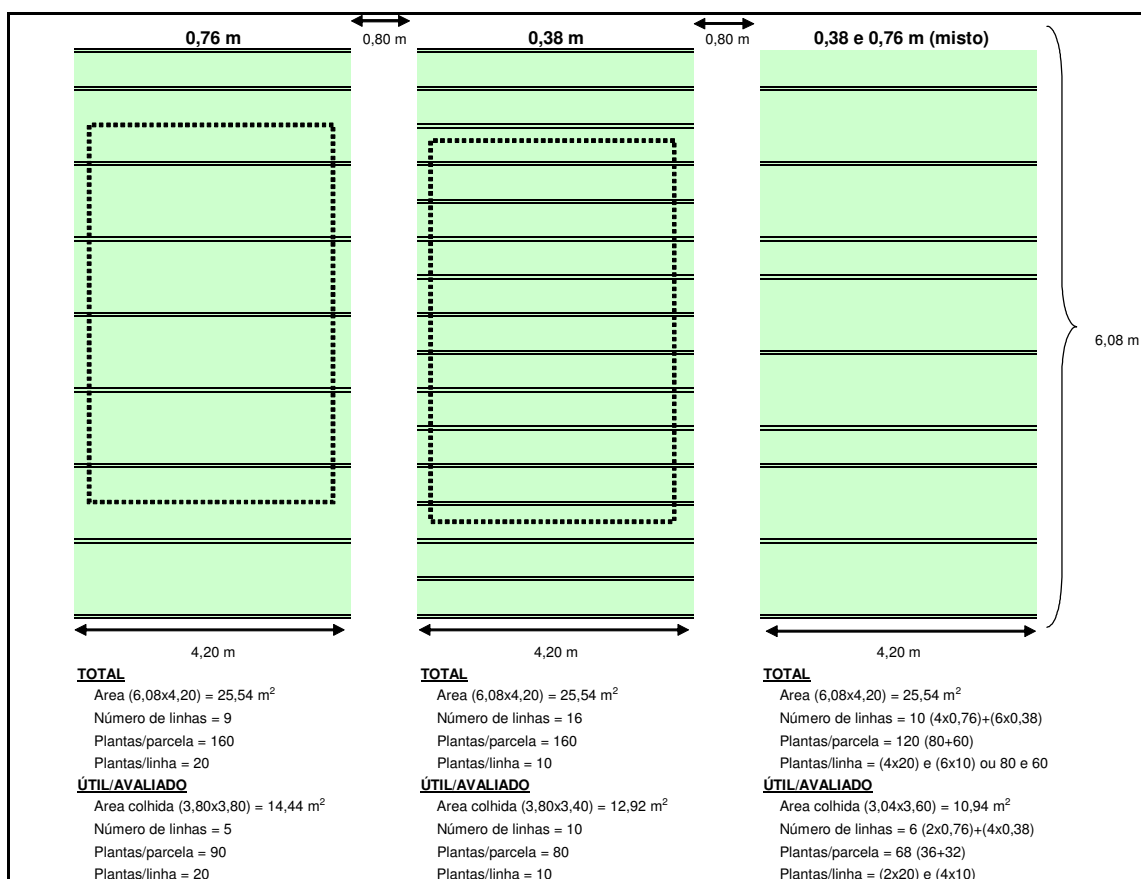 0,76 m
0,80 m
0,38 m
0,80 m
0,38 e 0,76 m (misto)
6,08 m
4,20 m
4,20 m
4,20 m
TOTAL
Area (6,08x4,20) = 25,54 m²
Número de linhas = 9
Plantas/parcela = 160
Plantas/linha = 20
ÚTIL/AVALIADO
Area colhida (3,80x3,80) = 14,44 m²
Número de linhas = 5
Plantas/parcela = 90
Plantas/linha = 20
TOTAL
Area (6,08x4,20) = 25,54 m²
Número de linhas = 16
Plantas/parcela = 160
Plantas/linha = 10
ÚTIL/AVALIADO
Area colhida (3,80x3,40) = 12,92 m²
Número de linhas = 10
Plantas/parcela = 80
Plantas/linha = 10
TOTAL
Area (6,08x4,20) = 25,54 m²
Número de linhas = 10 (4x0,76)+(6x0,38)
Plantas/parcela = 120 (80+60)
Plantas/linha = (4x20) e (6x10) ou 80 e 60
ÚTIL/AVALIADO
Area colhida (3,04x3,60) = 10,94 m²
Número de linhas = 6 (2x0,76)+(4x0,38)
Plantas/parcela = 68 (36+32)
Plantas/linha = (2x20) e (4x10)